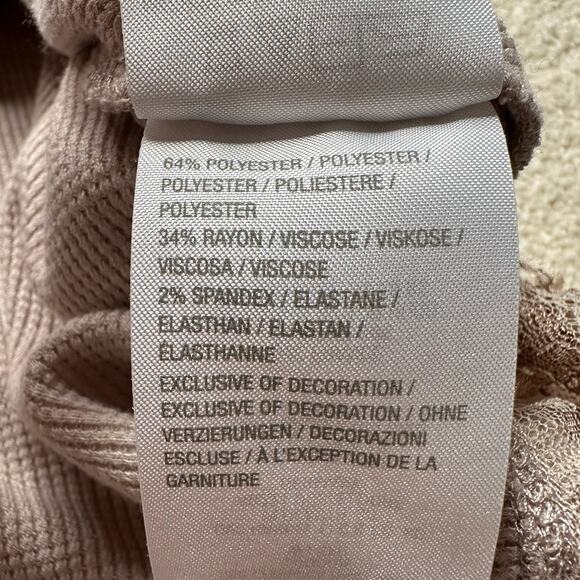 64% POLYESTER / POLYESTER /
POLYESTER / POLIESTERE /
POLYESTER
34% RAYON / VISCOSE / VISKOSE /
VISCOSA / VISCOSE
2% SPANDEX / ELASTANE /
ELASTHAN / ELASTAN /
ÉLASTHANNE
EXCLUSIVE OF DECORATION /
EXCLUSIVE OF DECORATION / OHNE
VERZIERUNGEN / DECORAZIONI
ESCLUSE / À L'EXCEPTION DE LA
GARNITURE